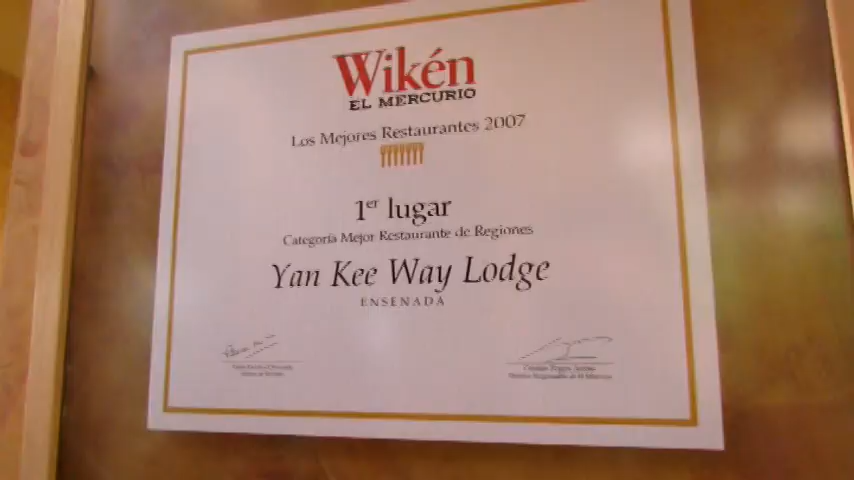 Wikén
EL MERCURIO
Los Mejores Restaurantes 2007
1er lugar
Categoría Mejor Restaurante de Regiones
Yan Kee Way Lodge
ENSENADA